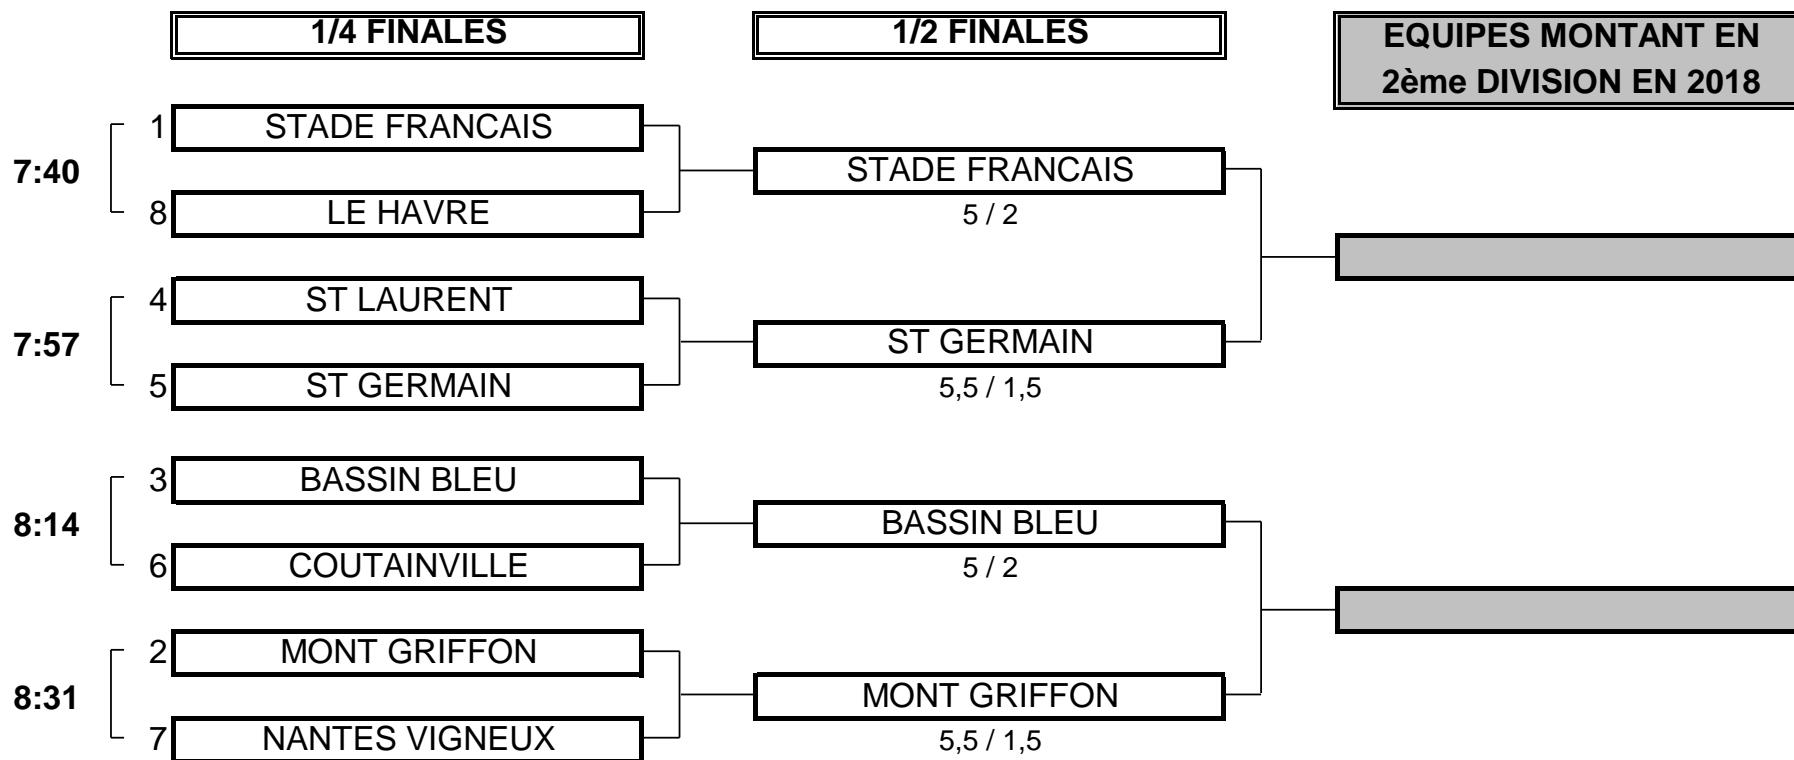 1/4 FINALES
1/2 FINALES
EQUIPES MONTANT EN
2ème DIVISION EN 2018
7:40
1 STADE FRANCAIS
8 LE HAVRE
STADE FRANCAIS
5 / 2
7:57
4 ST LAURENT
5 ST GERMAIN
ST GERMAIN
5,5 / 1,5
8:14
3 BASSIN BLEU
6 COUTAINVILLE
BASSIN BLEU
5 / 2
8:31
2 MONT GRIFFON
7 NANTES VIGNEUX
MONT GRIFFON
5,5 / 1,5